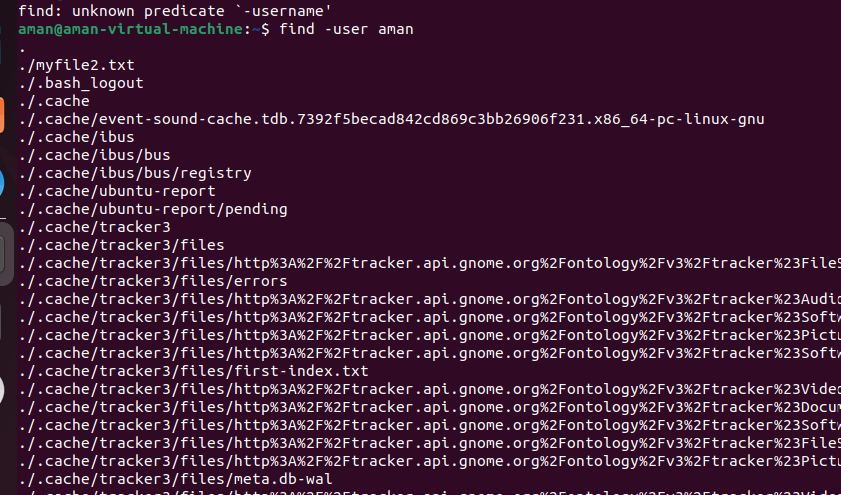 find: unknown predicate `-username'
aman@aman-virtual-machine:~$ find -user aman
.
./myfile2.txt
./.bash_logout
./.cache
./.cache/event-sound-cache.tdb.7392f5becad842cd869c3bb26906f231.x86_64-pc-linux-gnu
./.cache/ibus
./.cache/ibus/bus
./.cache/ibus/bus/registry
./.cache/ubuntu-report
./.cache/ubuntu-report/pending
./.cache/tracker3
./.cache/tracker3/files
./.cache/tracker3/files/http%3A%2F%2Ftracker.api.gnome.org%2Fontology%2Fv3%2Ftracker%23FileS
./.cache/tracker3/files/errors
./.cache/tracker3/files/http%3A%2F%2Ftracker.api.gnome.org%2Fontology%2Fv3%2Ftracker%23Audio
./.cache/tracker3/files/http%3A%2F%2Ftracker.api.gnome.org%2Fontology%2Fv3%2Ftracker%23Softw
./.cache/tracker3/files/http%3A%2F%2Ftracker.api.gnome.org%2Fontology%2Fv3%2Ftracker%23Pictu
./.cache/tracker3/files/http%3A%2F%2Ftracker.api.gnome.org%2Fontology%2Fv3%2Ftracker%23Softw
./.cache/tracker3/files/first-index.txt
./.cache/tracker3/files/http%3A%2F%2Ftracker.api.gnome.org%2Fontology%2Fv3%2Ftracker%23Video
./.cache/tracker3/files/http%3A%2F%2Ftracker.api.gnome.org%2Fontology%2Fv3%2Ftracker%23Docum
./.cache/tracker3/files/http%3A%2F%2Ftracker.api.gnome.org%2Fontology%2Fv3%2Ftracker%23Softw
./.cache/tracker3/files/http%3A%2F%2Ftracker.api.gnome.org%2Fontology%2Fv3%2Ftracker%23FileS
./.cache/tracker3/files/http%3A%2F%2Ftracker.api.gnome.org%2Fontology%2Fv3%2Ftracker%23Pictu
./.cache/tracker3/files/meta.db-wal